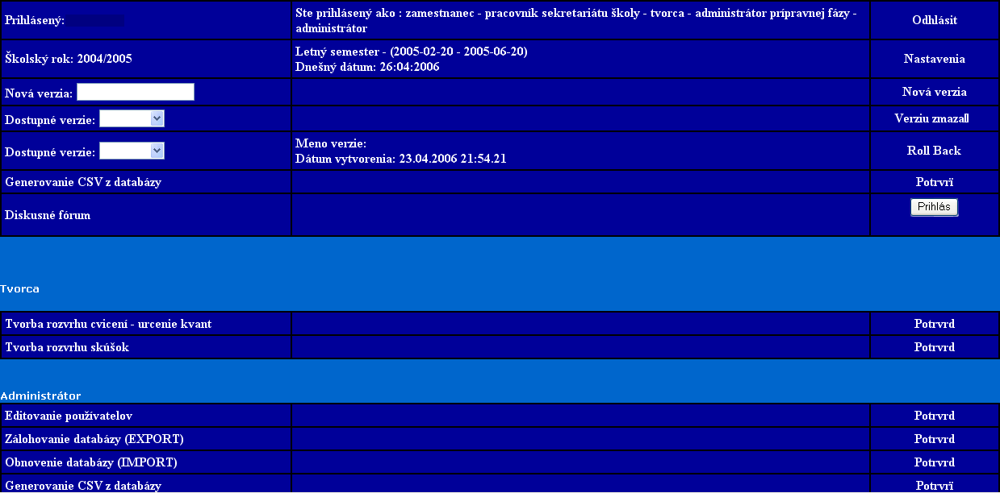 Prihlásený:
Ste prihlásený ako : zamestnanec - pracovník sekretariátu školy - tvorca - administrátor prípravnej fázy -
administrátor
Odhlásit
Školský rok: 2004/2005
Letný semester - (2005-02-20 - 2005-06-20)
Dnešný dátum: 26:04:2006
Nastavenia
Nová verzia:
Nová verzia
Dostupné verzie:
Verziu zmazall
Dostupné verzie:
Meno verzie:
Dátum vytvorenia: 23.04.2006 21:54.21
Roll Back
Generovanie CSV z databázy
Potrvrï
Diskusné fórum
Prihlás
Tvorca
Tvorba rozvrhu cvicení - urcenie kvant
Potrvrd
Tvorba rozvrhu skúšok
Potrvrd
Administrátor
Editovanie používatelov
Potrvrd
Zálohovanie databázy (EXPORT)
Potrvrd
Obnovenie databázy (IMPORT)
Potrvrd
Generovanie CSV z databázy
Potrvrï